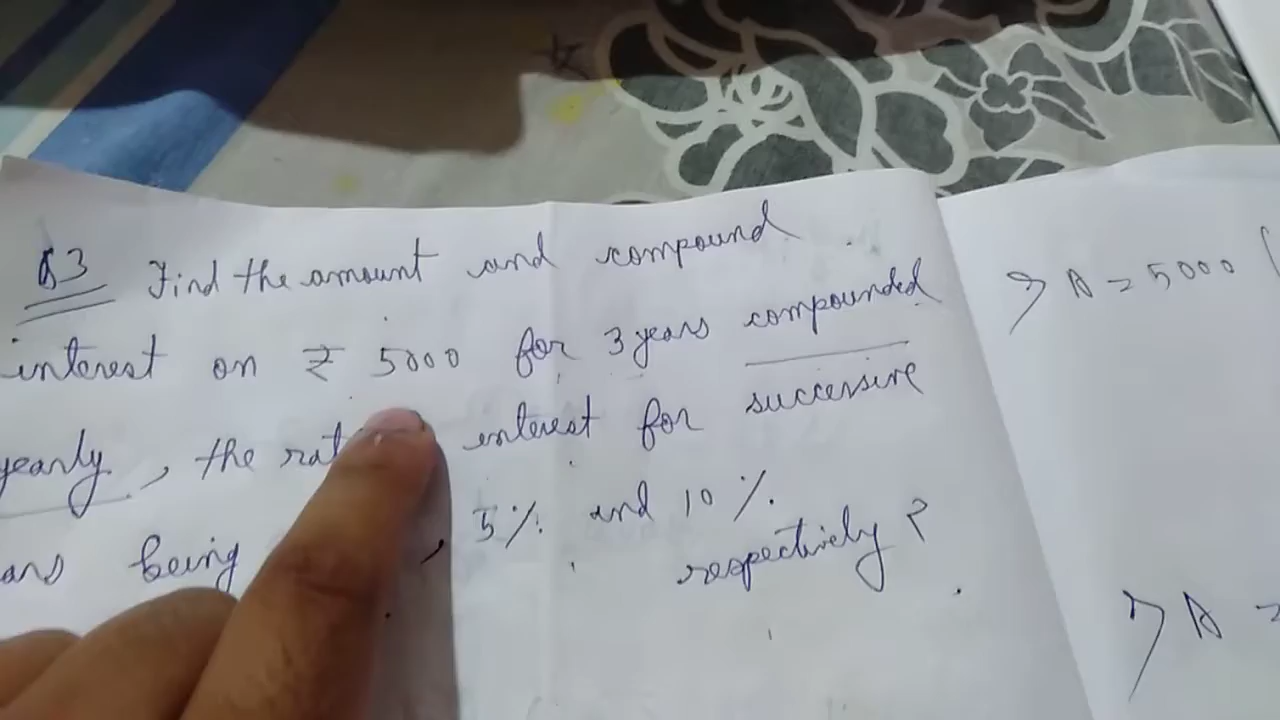 Q3 Find the amount and compound
interest on ₹ 5000 for 3 years compounded
yearly, the rat interest for successive
ars being , 5% and 10%.
respectively ?
⇒ A = 5000 (
⇒ A =